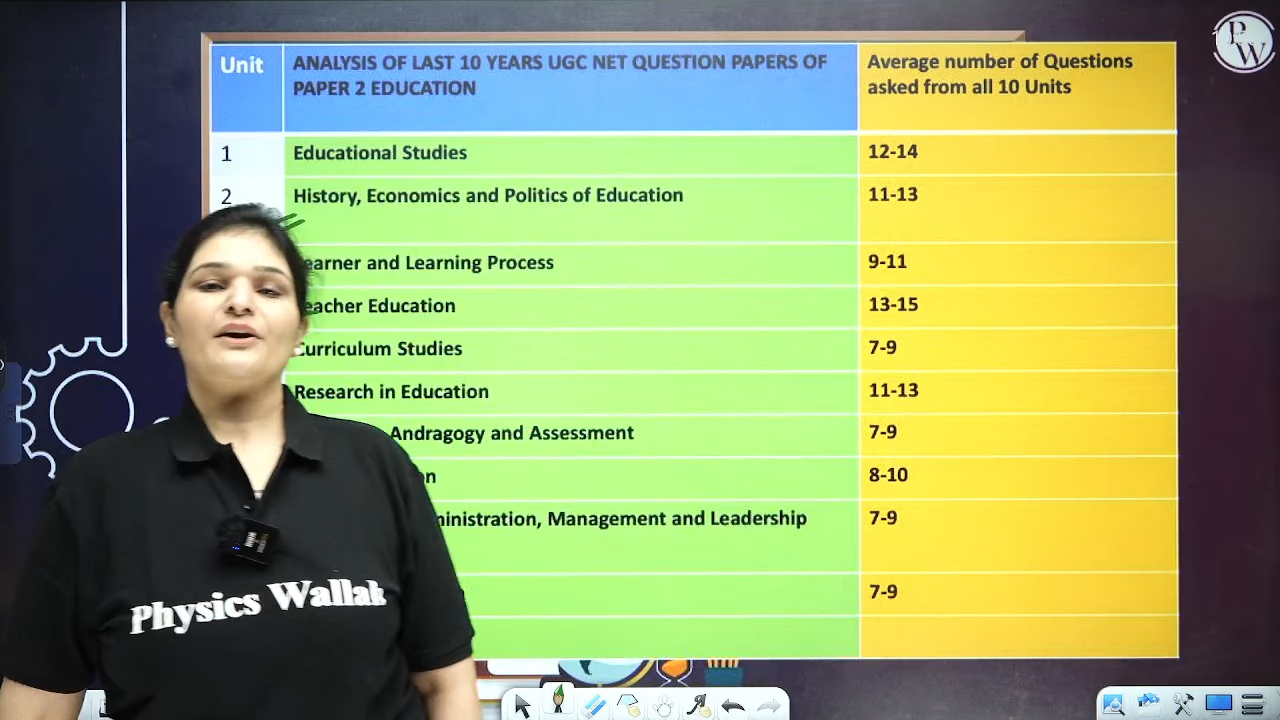 Unit
ANALYSIS OF LAST 10 YEARS UGC NET QUESTION PAPERS OF
PAPER 2 EDUCATION
Average number of Questions
asked from all 10 Units
1
Educational Studies
12-14
2
History, Economics and Politics of Education
11-13
Learner and Learning Process
9-11
Teacher Education
13-15
Curriculum Studies
7-9
Research in Education
11-13
Andragogy and Assessment
7-9
8-10
Management and Leadership
7-9
7-9
Physics Wallah
PW